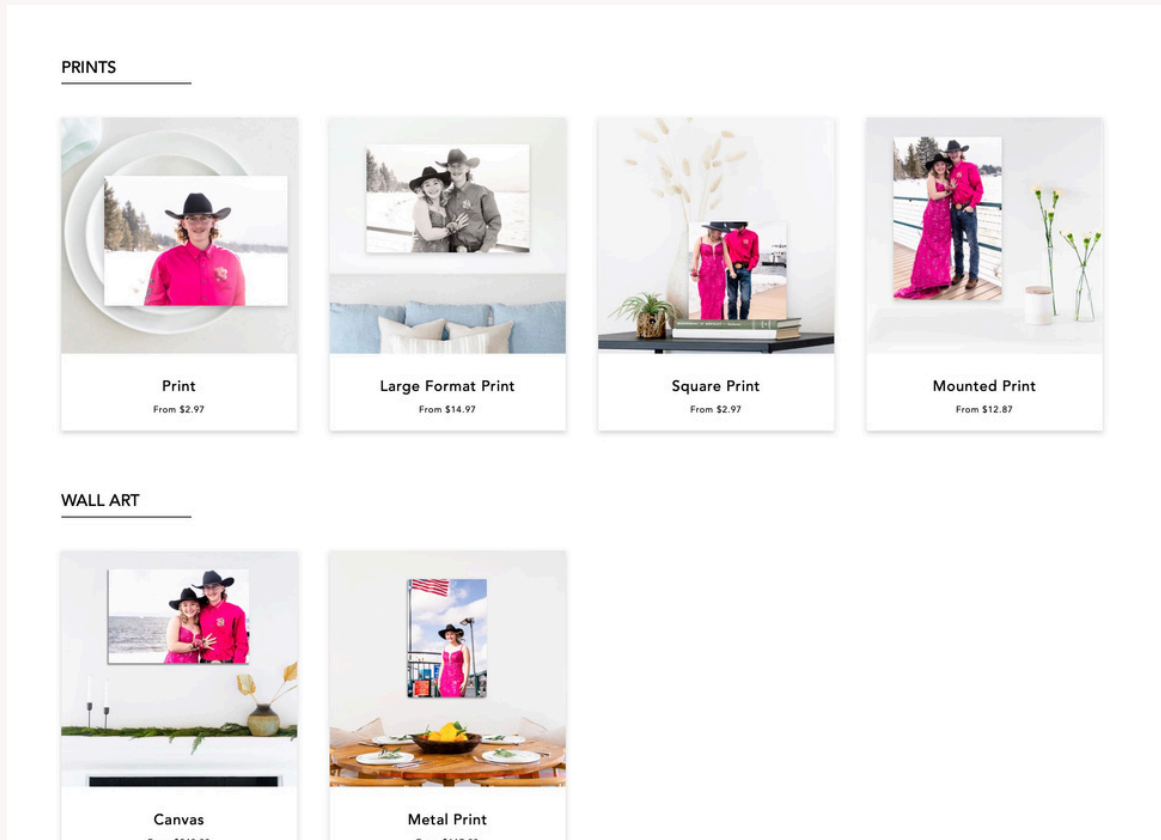 PRINTS
Print
From $2.97
Large Format Print
From $14.97
Square Print
From $2.97
Mounted Print
From $12.87
WALL ART
Canvas
Metal Print